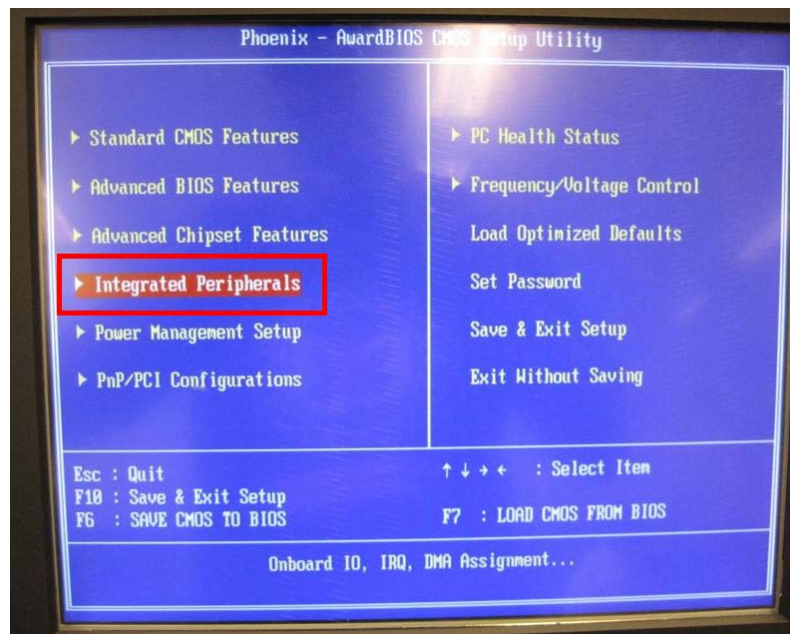 Phoenix - AwardBIOS CMOS Setup Utility
▶ Standard CMOS Features
▶ Advanced BIOS Features
▶ Advanced Chipset Features
▶ Integrated Peripherals
▶ Power Management Setup
▶ PnP/PCI Configurations
▶ PC Health Status
▶ Frequency/Voltage Control
Load Optimized Defaults
Set Password
Save & Exit Setup
Exit Without Saving
Esc : Quit
F10 : Save & Exit Setup
F6 : SAVE CMOS TO BIOS
↑ ↓ → ← : Select Item
F7 : LOAD CMOS FROM BIOS
Onboard IO, IRQ, DMA Assignment...